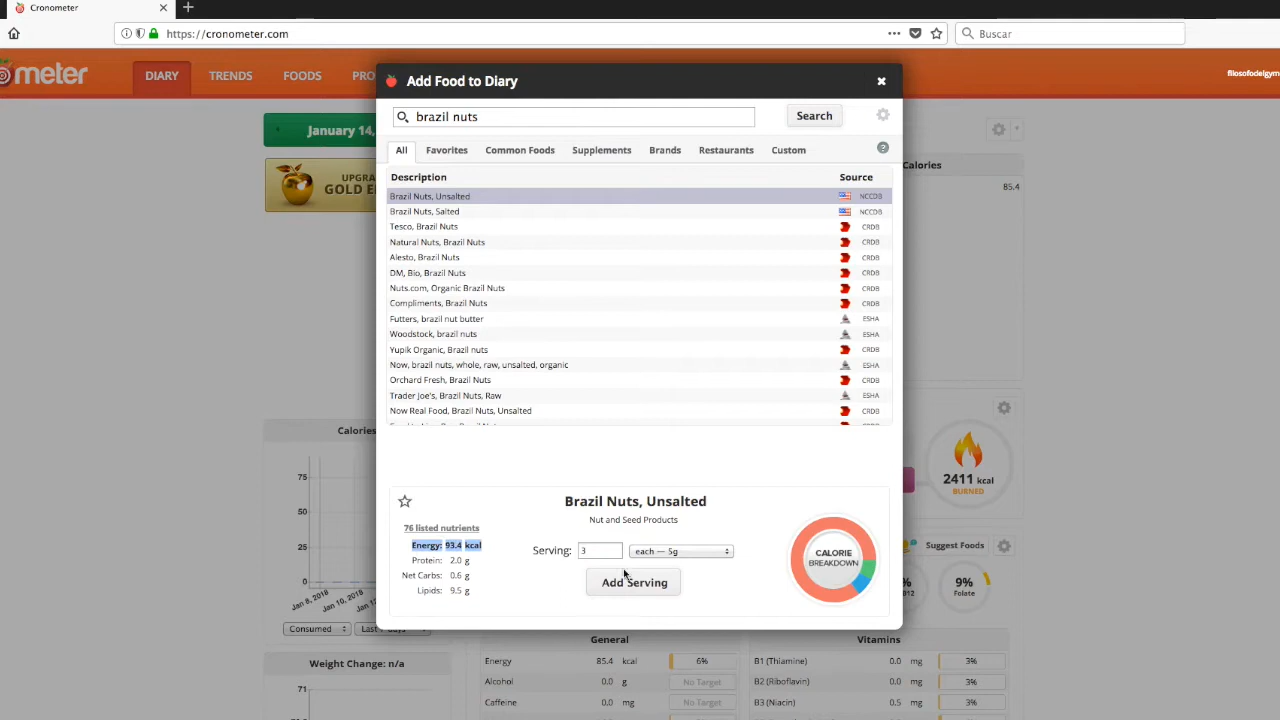 Cronometer
https://cronometer.com
Buscar
meter
DIARY
TRENDS
FOODS
PRO
filosofodelgym
Add Food to Diary
January 14,
brazil nuts
Search
UPGRA
GOLD E
All
Favorites
Common Foods
Supplements
Brands
Restaurants
Custom
?
Calories
85.4
Description
Source
Brazil Nuts, Unsalted
NCCDB
Brazil Nuts, Salted
NCCDB
Tesco, Brazil Nuts
CRDB
Natural Nuts, Brazil Nuts
CRDB
Alesto, Brazil Nuts
CRDB
DM, Bio, Brazil Nuts
CRDB
Nuts.com, Organic Brazil Nuts
CRDB
Compliments, Brazil Nuts
CRDB
Futters, brazil nut butter
ESHA
Woodstock, brazil nuts
ESHA
Yupik Organic, Brazil nuts
CRDB
Now, brazil nuts, whole, raw, unsalted, organic
ESHA
Orchard Fresh, Brazil Nuts
CRDB
Trader Joe's, Brazil Nuts, Raw
ESHA
Now Real Food, Brazil Nuts, Unsalted
CRDB
Calories
75
50
25
0
Jan 8, 2018
Jan 10, 20
Jan 12,
Jan 14
Consumed
Last 7 days
Weight Change: n/a
71
2411 kcal
BURNED
Brazil Nuts, Unsalted
Nut and Seed Products
76 listed nutrients
Energy: 93.4 kcal
Protein: 2.0 g
Net Carbs: 0.6 g
Lipids: 9.5 g
Serving:
3
each — 5g
Add Serving
CALORIE
BREAKDOWN
Suggest Foods
%
012
9%
Folate
General
Energy 85.4 kcal 6%
Alcohol 0.0 g No Target
Caffeine 0.0 mg No Target
Vitamins
B1 (Thiamine) 0.0 mg 3%
B2 (Riboflavin) 0.0 mg 3%
B3 (Niacin) 0.5 mg 3%